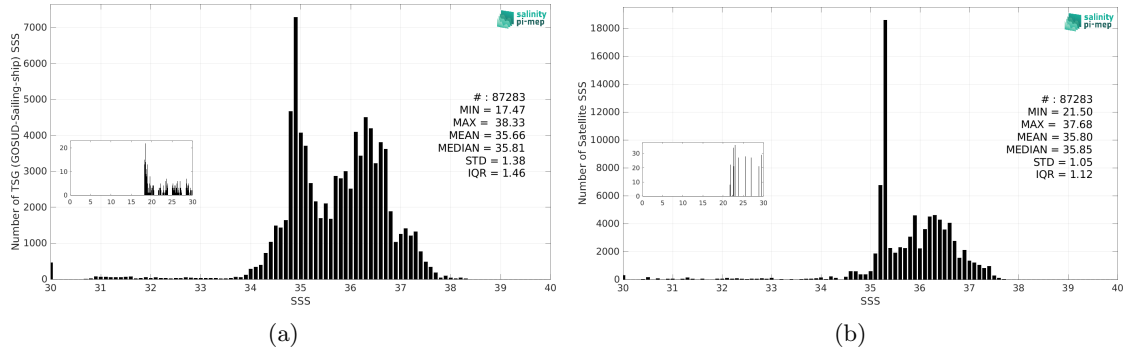 7000
6000
5000
4000
3000
2000
1000
0
Number of TSG (GOSUD-Sailing-ship) SSS
salinity
pi-mep
# : 87283
MIN = 17.47
MAX = 38.33
MEAN = 35.66
MEDIAN = 35.81
STD = 1.38
IQR = 1.46
20
10
0
0 5 10 15 20 25 30
30 31 32 33 34 35 36 37 38 39 40
SSS
(a)
18000
16000
14000
12000
10000
8000
6000
4000
2000
0
Number of Satellite SSS
salinity
pi-mep
# : 87283
MIN = 21.50
MAX = 37.68
MEAN = 35.80
MEDIAN = 35.85
STD = 1.05
IQR = 1.12
30
20
10
0
0 5 10 15 20 25 30
30 31 32 33 34 35 36 37 38 39 40
SSS
(b)